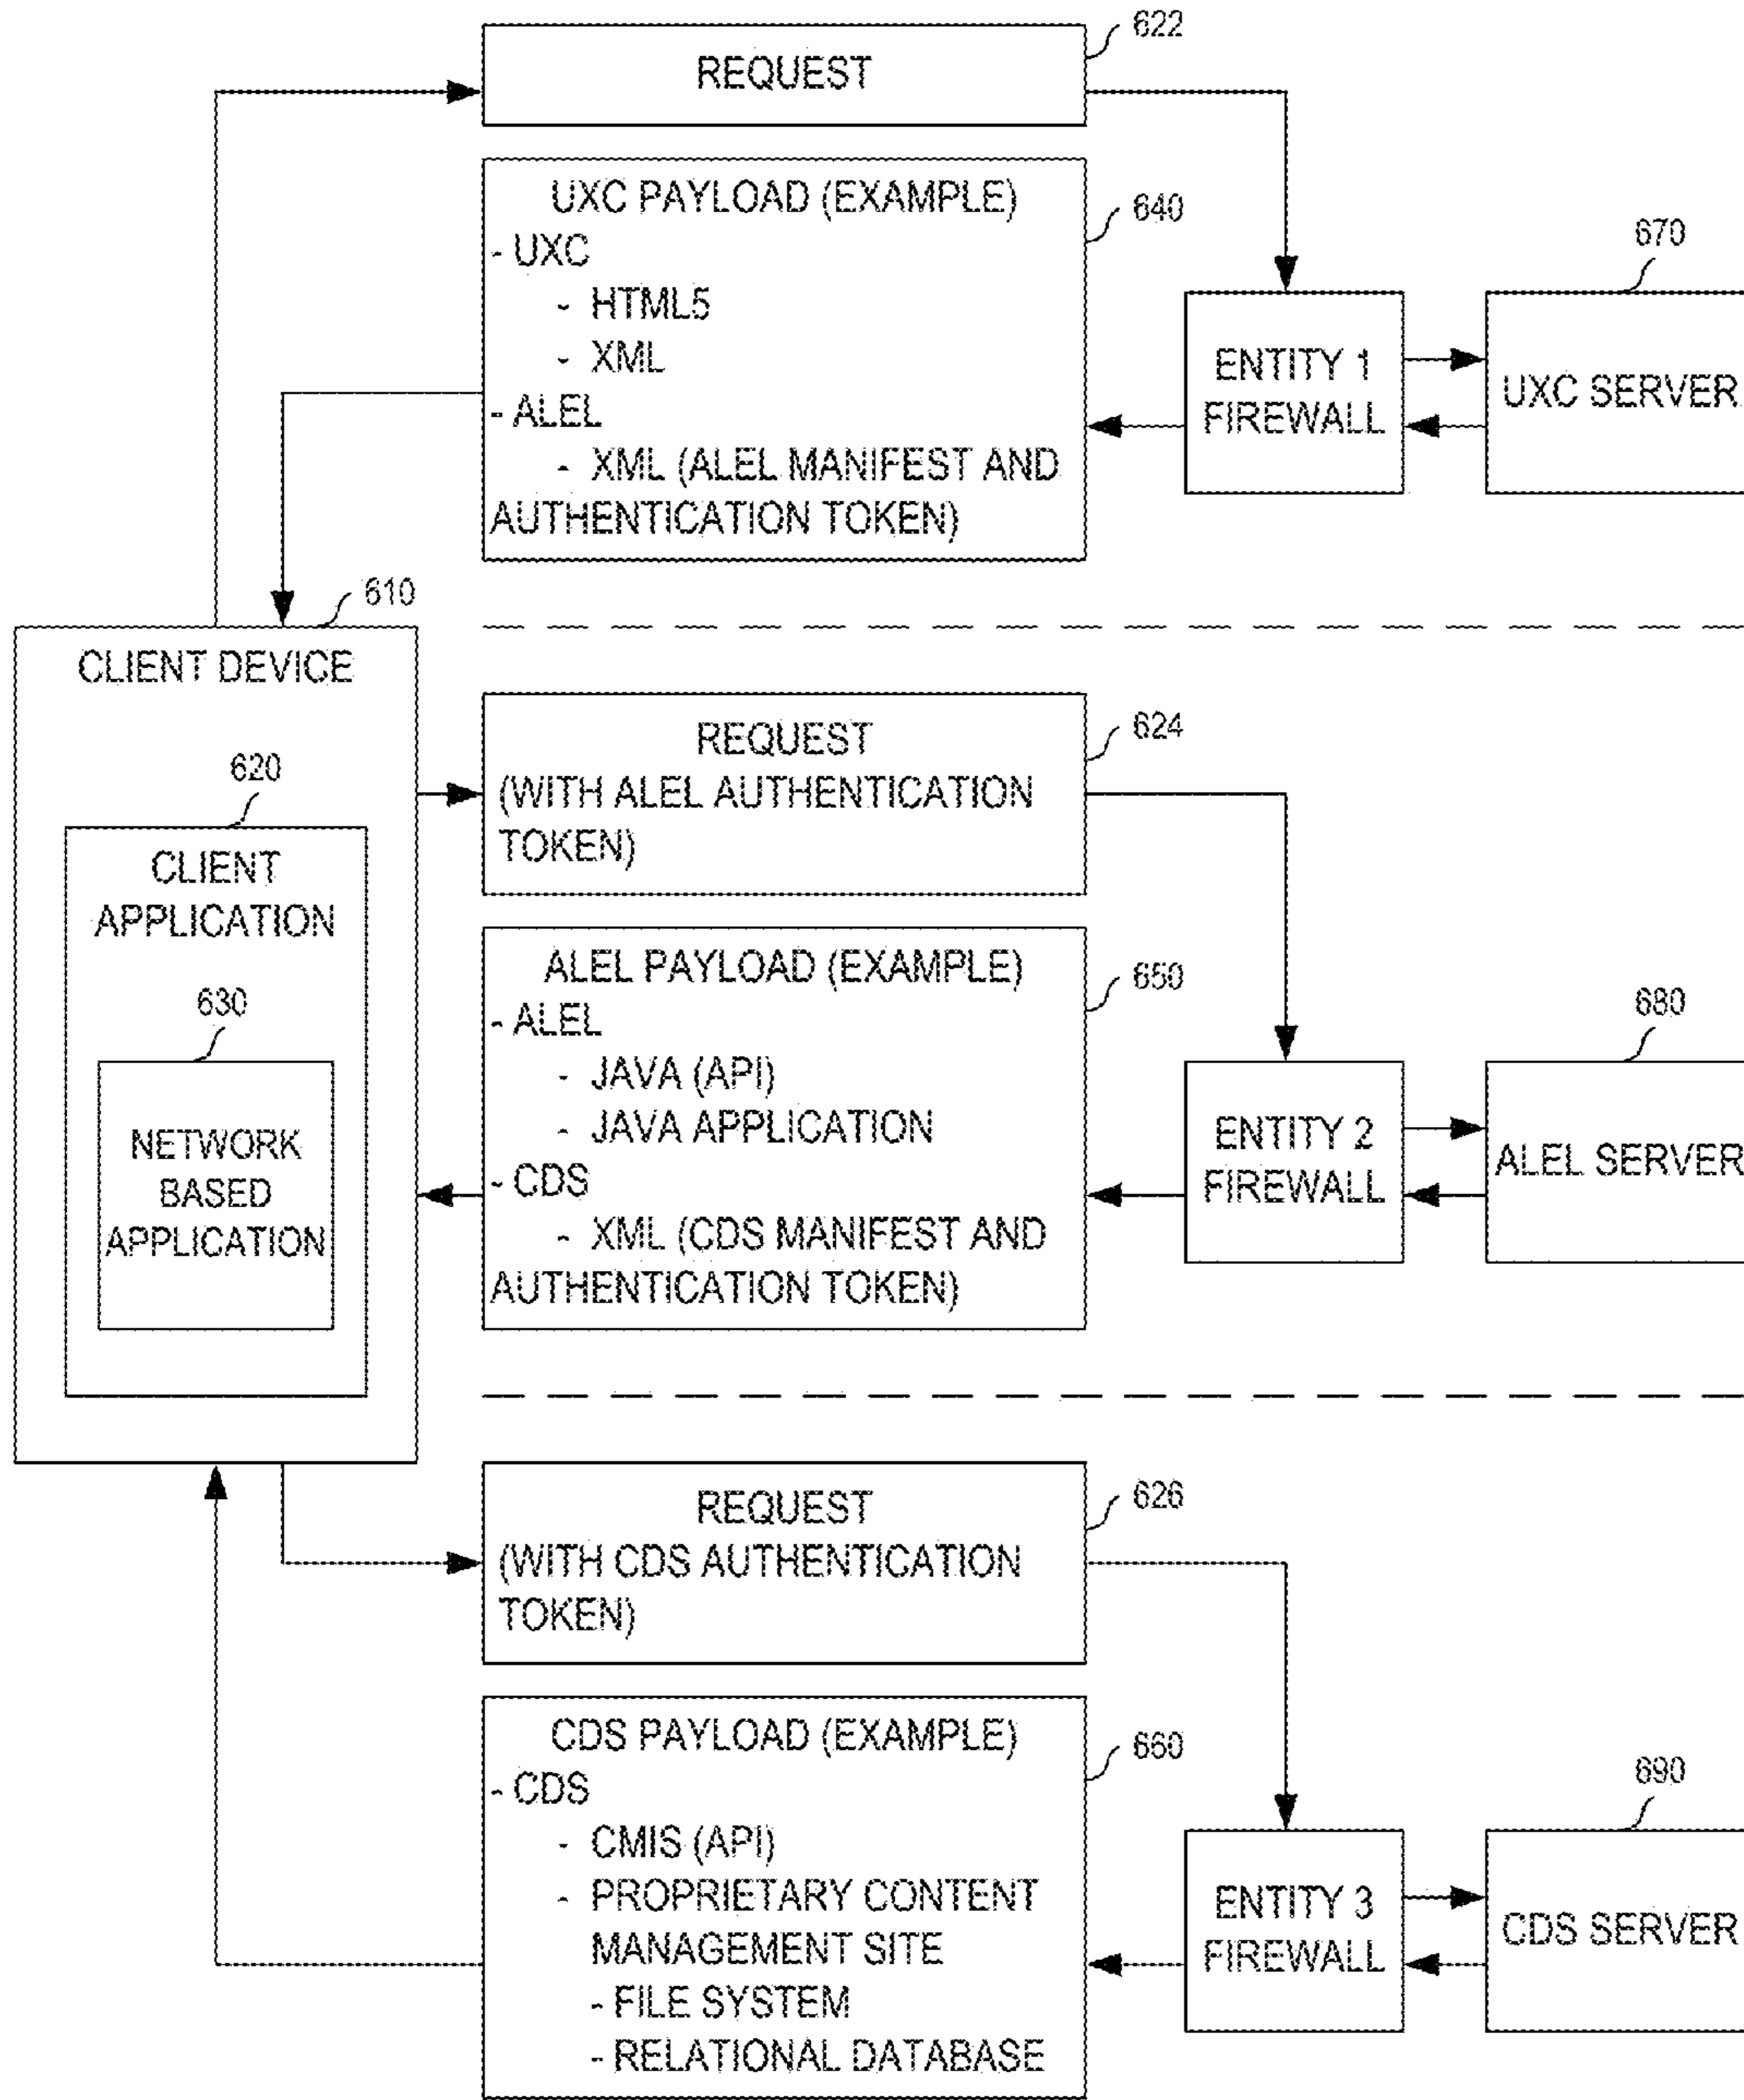 622
REQUEST
UXC PAYLOAD (EXAMPLE)
- UXC
- HTML5
- XML
- ALEL
- XML (ALEL MANIFEST AND
AUTHENTICATION TOKEN)
640
ENTITY 1
FIREWALL
670
UXC SERVER
610
CLIENT DEVICE
620
CLIENT
APPLICATION
630
NETWORK
BASED
APPLICATION
REQUEST
(WITH ALEL AUTHENTICATION
TOKEN)
624
ALEL PAYLOAD (EXAMPLE)
- ALEL
- JAVA (API)
- JAVA APPLICATION
- CDS
- XML (CDS MANIFEST AND
AUTHENTICATION TOKEN)
650
ENTITY 2
FIREWALL
680
ALEL SERVER
REQUEST
(WITH CDS AUTHENTICATION
TOKEN)
626
CDS PAYLOAD (EXAMPLE)
- CDS
- CMIS (API)
- PROPRIETARY CONTENT
MANAGEMENT SITE
- FILE SYSTEM
- RELATIONAL DATABASE
660
ENTITY 3
FIREWALL
690
CDS SERVER